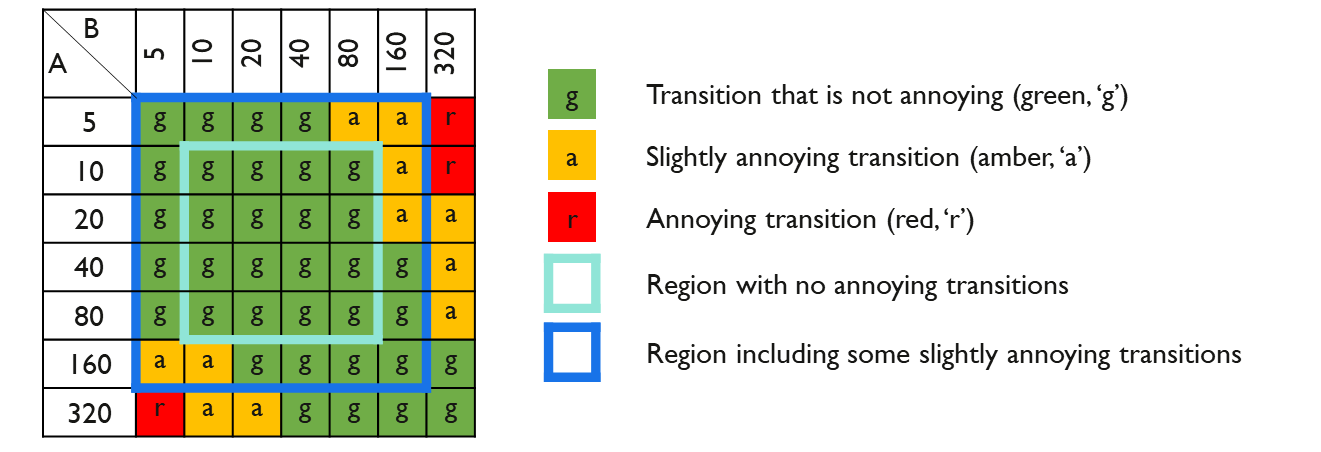 B
A
5 10 20 40 80 160 320
5 g g g g a a r
10 g g g g g a r
20 g g g g g a a
40 g g g g g g a
80 g g g g g g a
160 a a g g g g g
320 r a a g g g g
g Transition that is not annoying (green, ‘g’)
a Slightly annoying transition (amber, ‘a’)
r Annoying transition (red, ‘r’)
Region with no annoying transitions
Region including some slightly annoying transitions